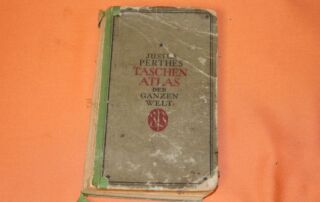 JUSTUS
PERTHES
TASCHEN
ATLAS
DER
GANZEN
WELT